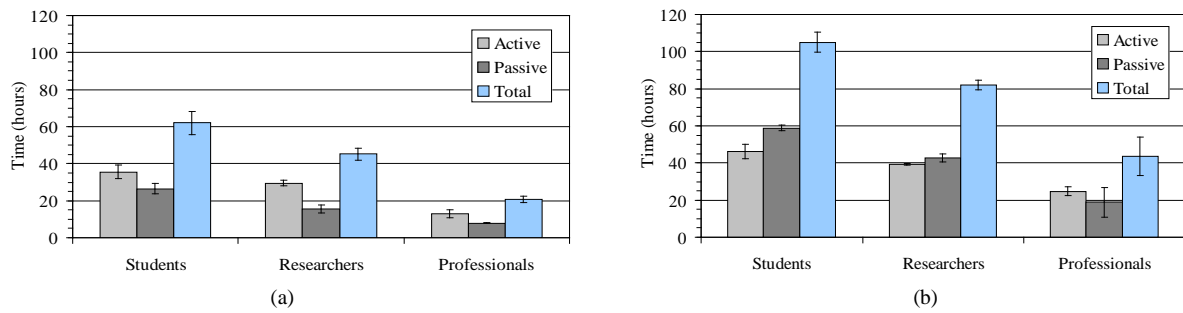 120
100
80
60
40
20
0
Time (hours)
Active
Passive
Total
Students Researchers Professionals
(a)
120
100
80
60
40
20
0
Time (hours)
Active
Passive
Total
Students Researchers Professionals
(b)